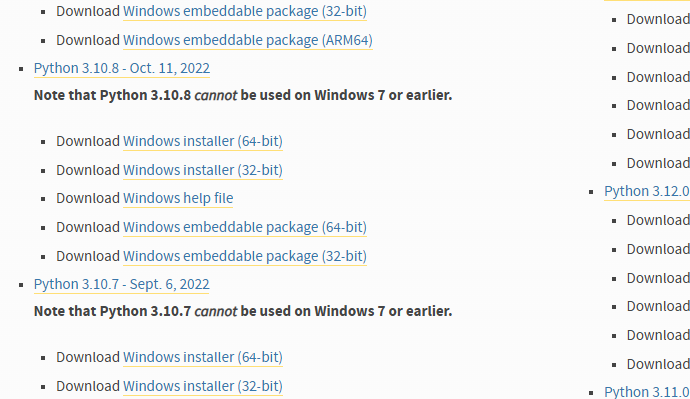 Download Windows embeddable package (32-bit)
Download Windows embeddable package (ARM64)
Python 3.10.8 - Oct. 11, 2022
Note that Python 3.10.8 cannot be used on Windows 7 or earlier.
Download Windows installer (64-bit)
Download Windows installer (32-bit)
Download Windows help file
Download Windows embeddable package (64-bit)
Download Windows embeddable package (32-bit)
Python 3.10.7 - Sept. 6, 2022
Note that Python 3.10.7 cannot be used on Windows 7 or earlier.
Download Windows installer (64-bit)
Download Windows installer (32-bit)
Download
Download
Download
Download
Download
Download
Python 3.12.0
Download
Download
Download
Download
Download
Download
Python 3.11.0